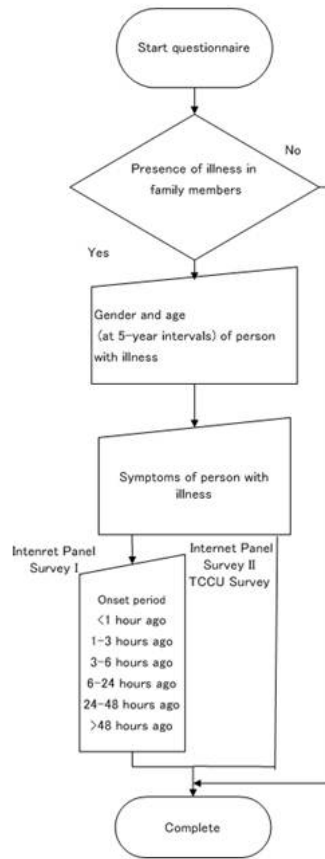 Start questionnaire
No
Presence of illness in
family members
Yes
Gender and age
(at 5-year intervals) of person
with illness
Symptoms of person with
illness
Intenret Panel
Survey I
Internet Panel
Survey II
TCCU Survey
Onset period
<1 hour ago
1-3 hours ago
3-6 hours ago
6-24 hours ago
24-48 hours ago
>48 hours ago
Complete